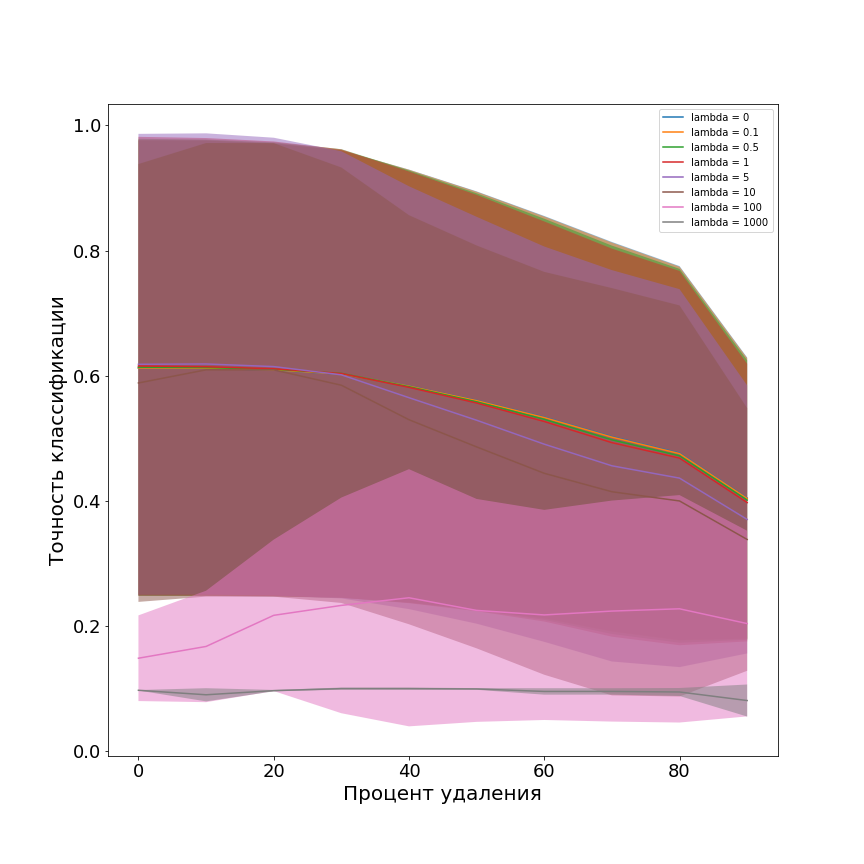 1.0
0.8
0.6
0.4
0.2
0.0
Точность классификации
lambda = 0
lambda = 0.1
lambda = 0.5
lambda = 1
lambda = 5
lambda = 10
lambda = 100
lambda = 1000
0 20 40 60 80
Процент удаления